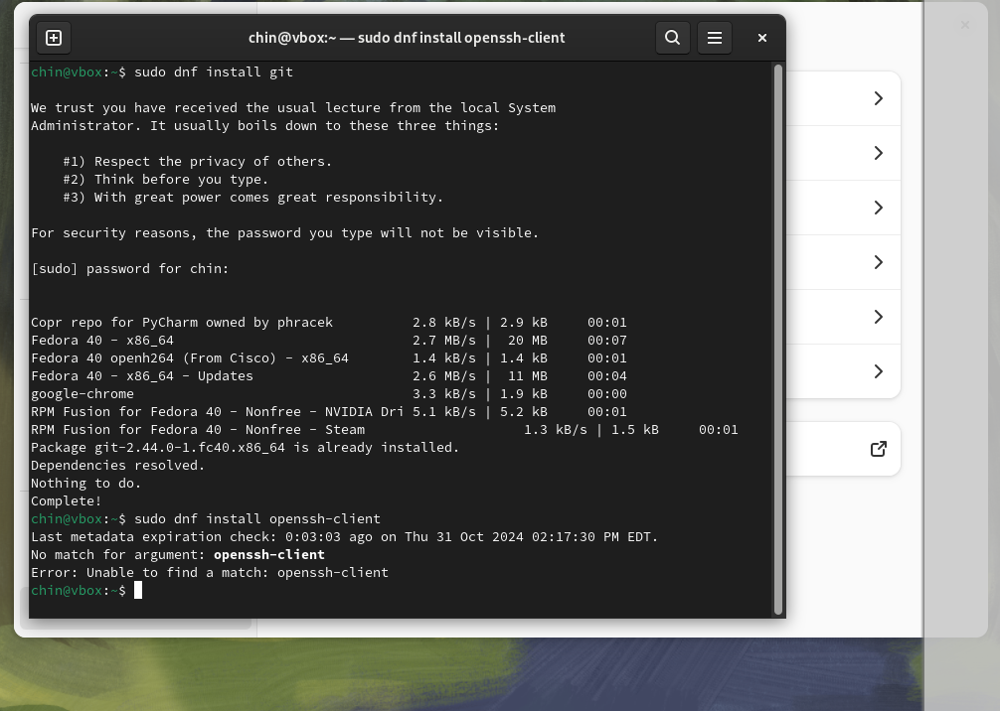 chin@vbox:~ — sudo dnf install openssh-client
chin@vbox:~$ sudo dnf install git
We trust you have received the usual lecture from the local System
Administrator. It usually boils down to these three things:
#1) Respect the privacy of others.
#2) Think before you type.
#3) With great power comes great responsibility.
For security reasons, the password you type will not be visible.
[sudo] password for chin:
Copr repo for PyCharm owned by phracek 2.8 kB/s | 2.9 kB 00:01
Fedora 40 - x86_64 2.7 MB/s | 20 MB 00:07
Fedora 40 openh264 (From Cisco) - x86_64 1.4 kB/s | 1.4 kB 00:01
Fedora 40 - x86_64 - Updates 2.6 MB/s | 11 MB 00:04
google-chrome 3.3 kB/s | 1.9 kB 00:00
RPM Fusion for Fedora 40 - Nonfree - NVIDIA Dri 5.1 kB/s | 5.2 kB 00:01
RPM Fusion for Fedora 40 - Nonfree - Steam 1.3 kB/s | 1.5 kB 00:01
Package git-2.44.0-1.fc40.x86_64 is already installed.
Dependencies resolved.
Nothing to do.
Complete!
chin@vbox:~$ sudo dnf install openssh-client
Last metadata expiration check: 0:03:03 ago on Thu 31 Oct 2024 02:17:30 PM EDT.
No match for argument: openssh-client
Error: Unable to find a match: openssh-client
chin@vbox:~$